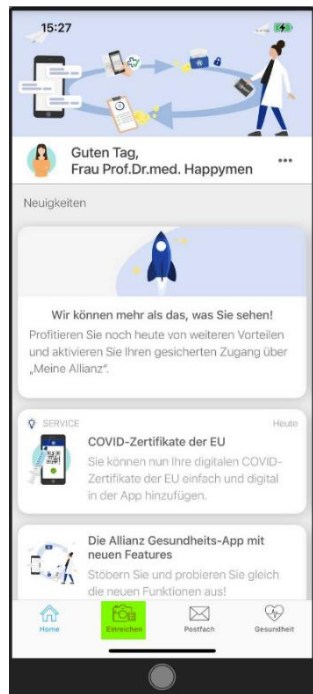 15:27
Guten Tag,
Frau Prof.Dr.med. Happymen
Neuigkeiten
Wir können mehr als das, was Sie sehen!
Profitieren Sie noch heute von weiteren Vorteilen
und aktivieren Sie Ihren gesicherten Zugang über
„Meine Allianz“.
SERVICE
Heute
COVID-Zertifikate der EU
Sie können nun Ihre digitalen COVID-
Zertifikate der EU einfach und digital
in der App hinzufügen.
Die Allianz Gesundheits-App mit
neuen Features
Stöbern Sie und probieren Sie gleich
die neuen Funktionen aus!
Home
Einreichen
Postfach
Gesundheit